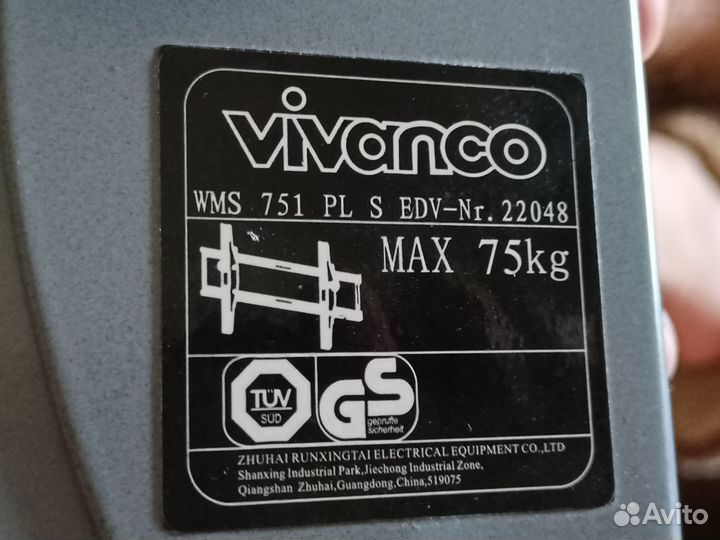 vivanco
WMS 751 PL S EDV-Nr. 22048
MAX 75kg
TÜV
SÜD
GS
geprüfte
Sicherheit
ZHUHAI RUNXINGTAI ELECTRICAL EQUIPMENT CO.,LTD
Shanxing Industrial Park,Jiechong Industrial Zone,
Qiangshan Zhuhai,Guangdong,China,519075
Avito